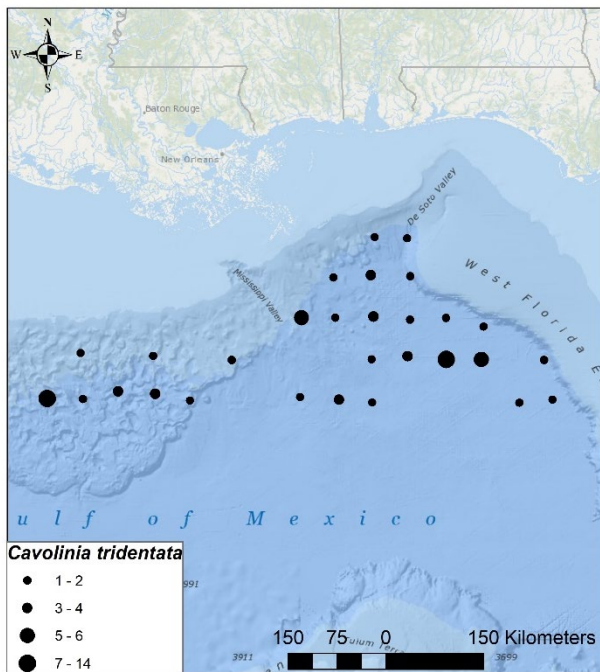 N
W E
S
Baton Rouge
New Orleans
De Soto Valley
Mississippi Valley
West Florida E
ulf of Mexico
Cavolinia tridentata
1 - 2
3 - 4
5 - 6
7 - 14
991
150 75 0 150 Kilometers
3911
3699